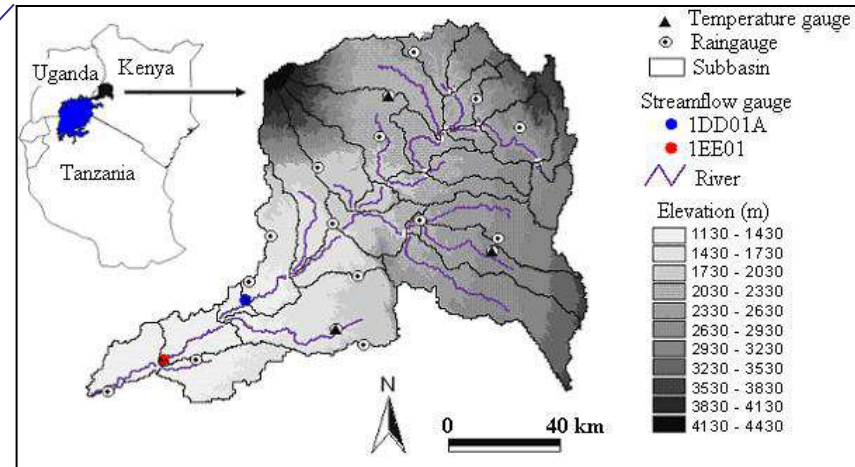 Uganda
Kenya
Tanzania
Temperature gauge
Raingauge
Subbasin
Streamflow gauge
1DD01A
1EE01
River
Elevation (m)
1130 - 1430
1430 - 1730
1730 - 2030
2030 - 2330
2330 - 2630
2630 - 2930
2930 - 3230
3230 - 3530
3530 - 3830
3830 - 4130
4130 - 4430
N
0 40 km